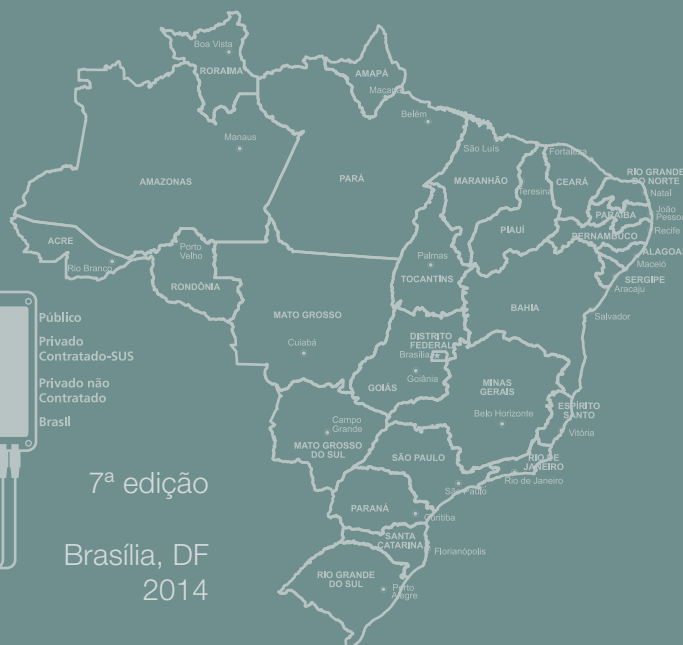 Boa Vista
RORAIMA
AMAPÁ
Macapá
Belém
Manaus
AMAZONAS
PARÁ
São Luís
MARANHÃO
Fortaleza
CEARÁ
RIO GRANDE
DO NORTE
Natal
Teresina
PIAUÍ
PARAÍBA
João
Pessoa
PERNAMBUCO
Recife
ALAGOAS
Maceió
SERGIPE
Aracaju
ACRE
Rio Branco
Porto
Velho
RONDÔNIA
Palmas
TOCANTINS
BAHIA
Salvador
MATO GROSSO
Cuiabá
DISTRITO
FEDERAL
Brasília
Goiânia
GOIÁS
MINAS
GERAIS
Belo Horizonte
ESPÍRITO
SANTO
Vitória
Campo
Grande
MATO GROSSO
DO SUL
SÃO PAULO
São Paulo
RIO DE
JANEIRO
Rio de Janeiro
PARANÁ
Curitiba
SANTA
CATARINA
Florianópolis
RIO GRANDE
DO SUL
Porto
Alegre
Público
Privado
Contratado-SUS
Privado não
Contratado
Brasil
7ª edição
Brasília, DF
2014